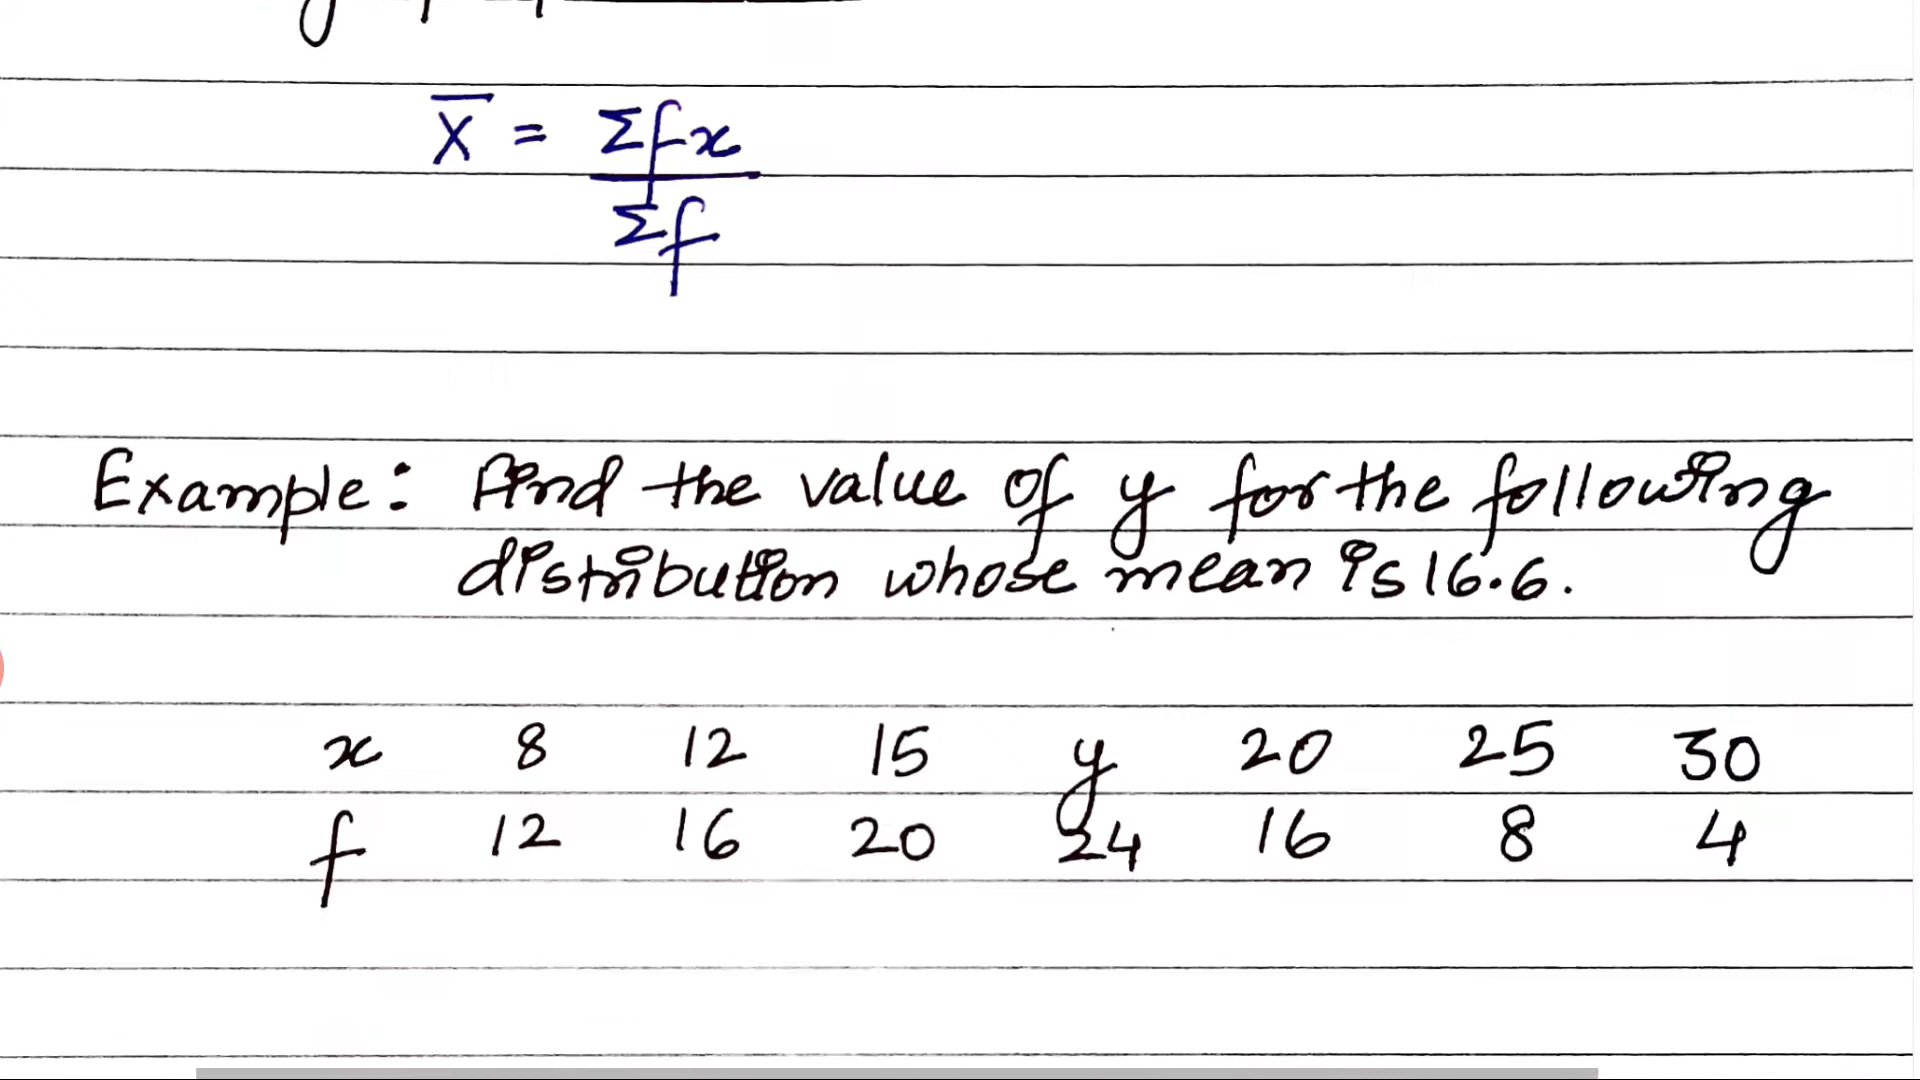 X̄ = Σfx
Σf
Example: Find the value of y for the following
distribution whose mean is 16.6.
x 8 12 15 y 20 25 30
f 12 16 20 24 16 8 4